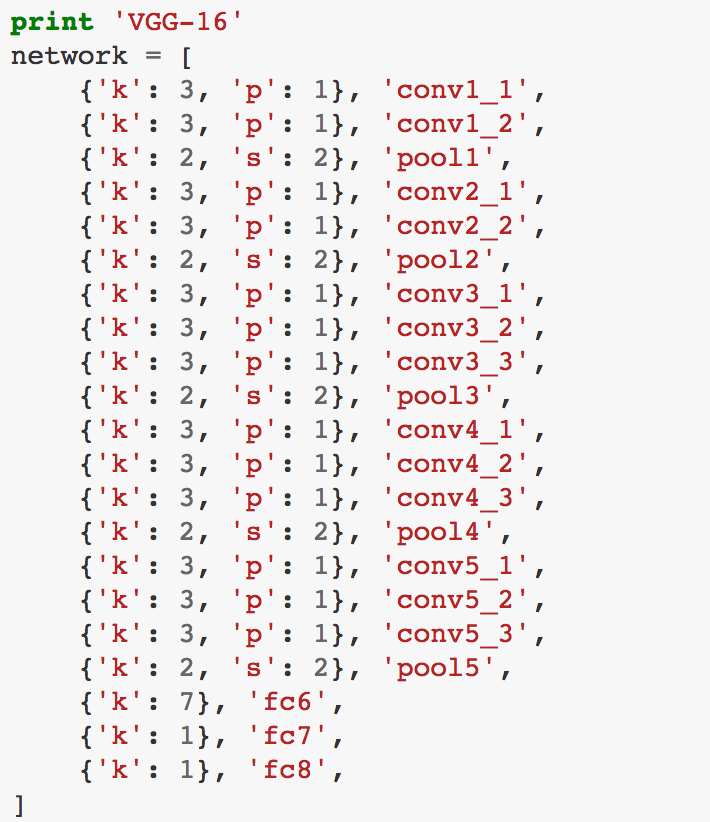 print 'VGG-16'
network = [
    {'k': 3, 'p': 1}, 'conv1_1',
    {'k': 3, 'p': 1}, 'conv1_2',
    {'k': 2, 's': 2}, 'pool1',
    {'k': 3, 'p': 1}, 'conv2_1',
    {'k': 3, 'p': 1}, 'conv2_2',
    {'k': 2, 's': 2}, 'pool2',
    {'k': 3, 'p': 1}, 'conv3_1',
    {'k': 3, 'p': 1}, 'conv3_2',
    {'k': 3, 'p': 1}, 'conv3_3',
    {'k': 2, 's': 2}, 'pool3',
    {'k': 3, 'p': 1}, 'conv4_1',
    {'k': 3, 'p': 1}, 'conv4_2',
    {'k': 3, 'p': 1}, 'conv4_3',
    {'k': 2, 's': 2}, 'pool4',
    {'k': 3, 'p': 1}, 'conv5_1',
    {'k': 3, 'p': 1}, 'conv5_2',
    {'k': 3, 'p': 1}, 'conv5_3',
    {'k': 2, 's': 2}, 'pool5',
    {'k': 7}, 'fc6',
    {'k': 1}, 'fc7',
    {'k': 1}, 'fc8',
]